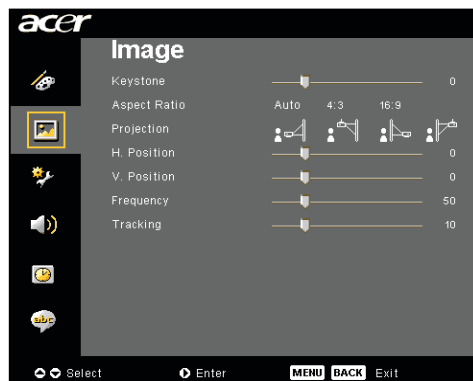 acer
Image
Keystone 0
Aspect Ratio Auto 4:3 16:9
Projection
H. Position 0
V. Position 0
Frequency 50
Tracking 10
abc
Select Enter MENU BACK Exit